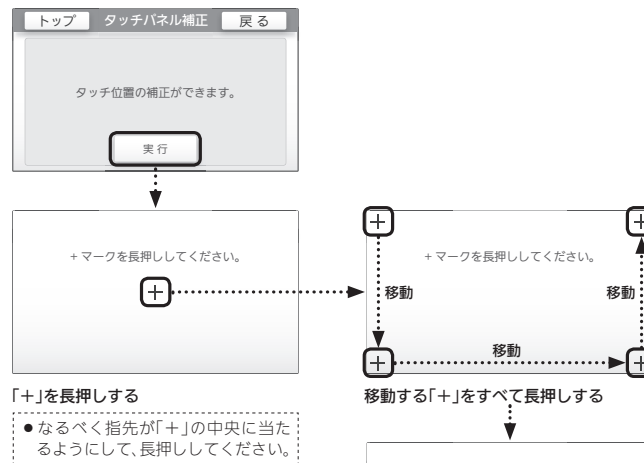 トップ タッチパネル補正 戻る
タッチ位置の補正ができます。
実行
+マークを長押ししてください。
「+」を長押しする
●なるべく指先が「+」の中央に当た
るようにして、長押ししてください。
+マークを長押ししてください。
移動
移動
移動
移動する「+」をすべて長押しする